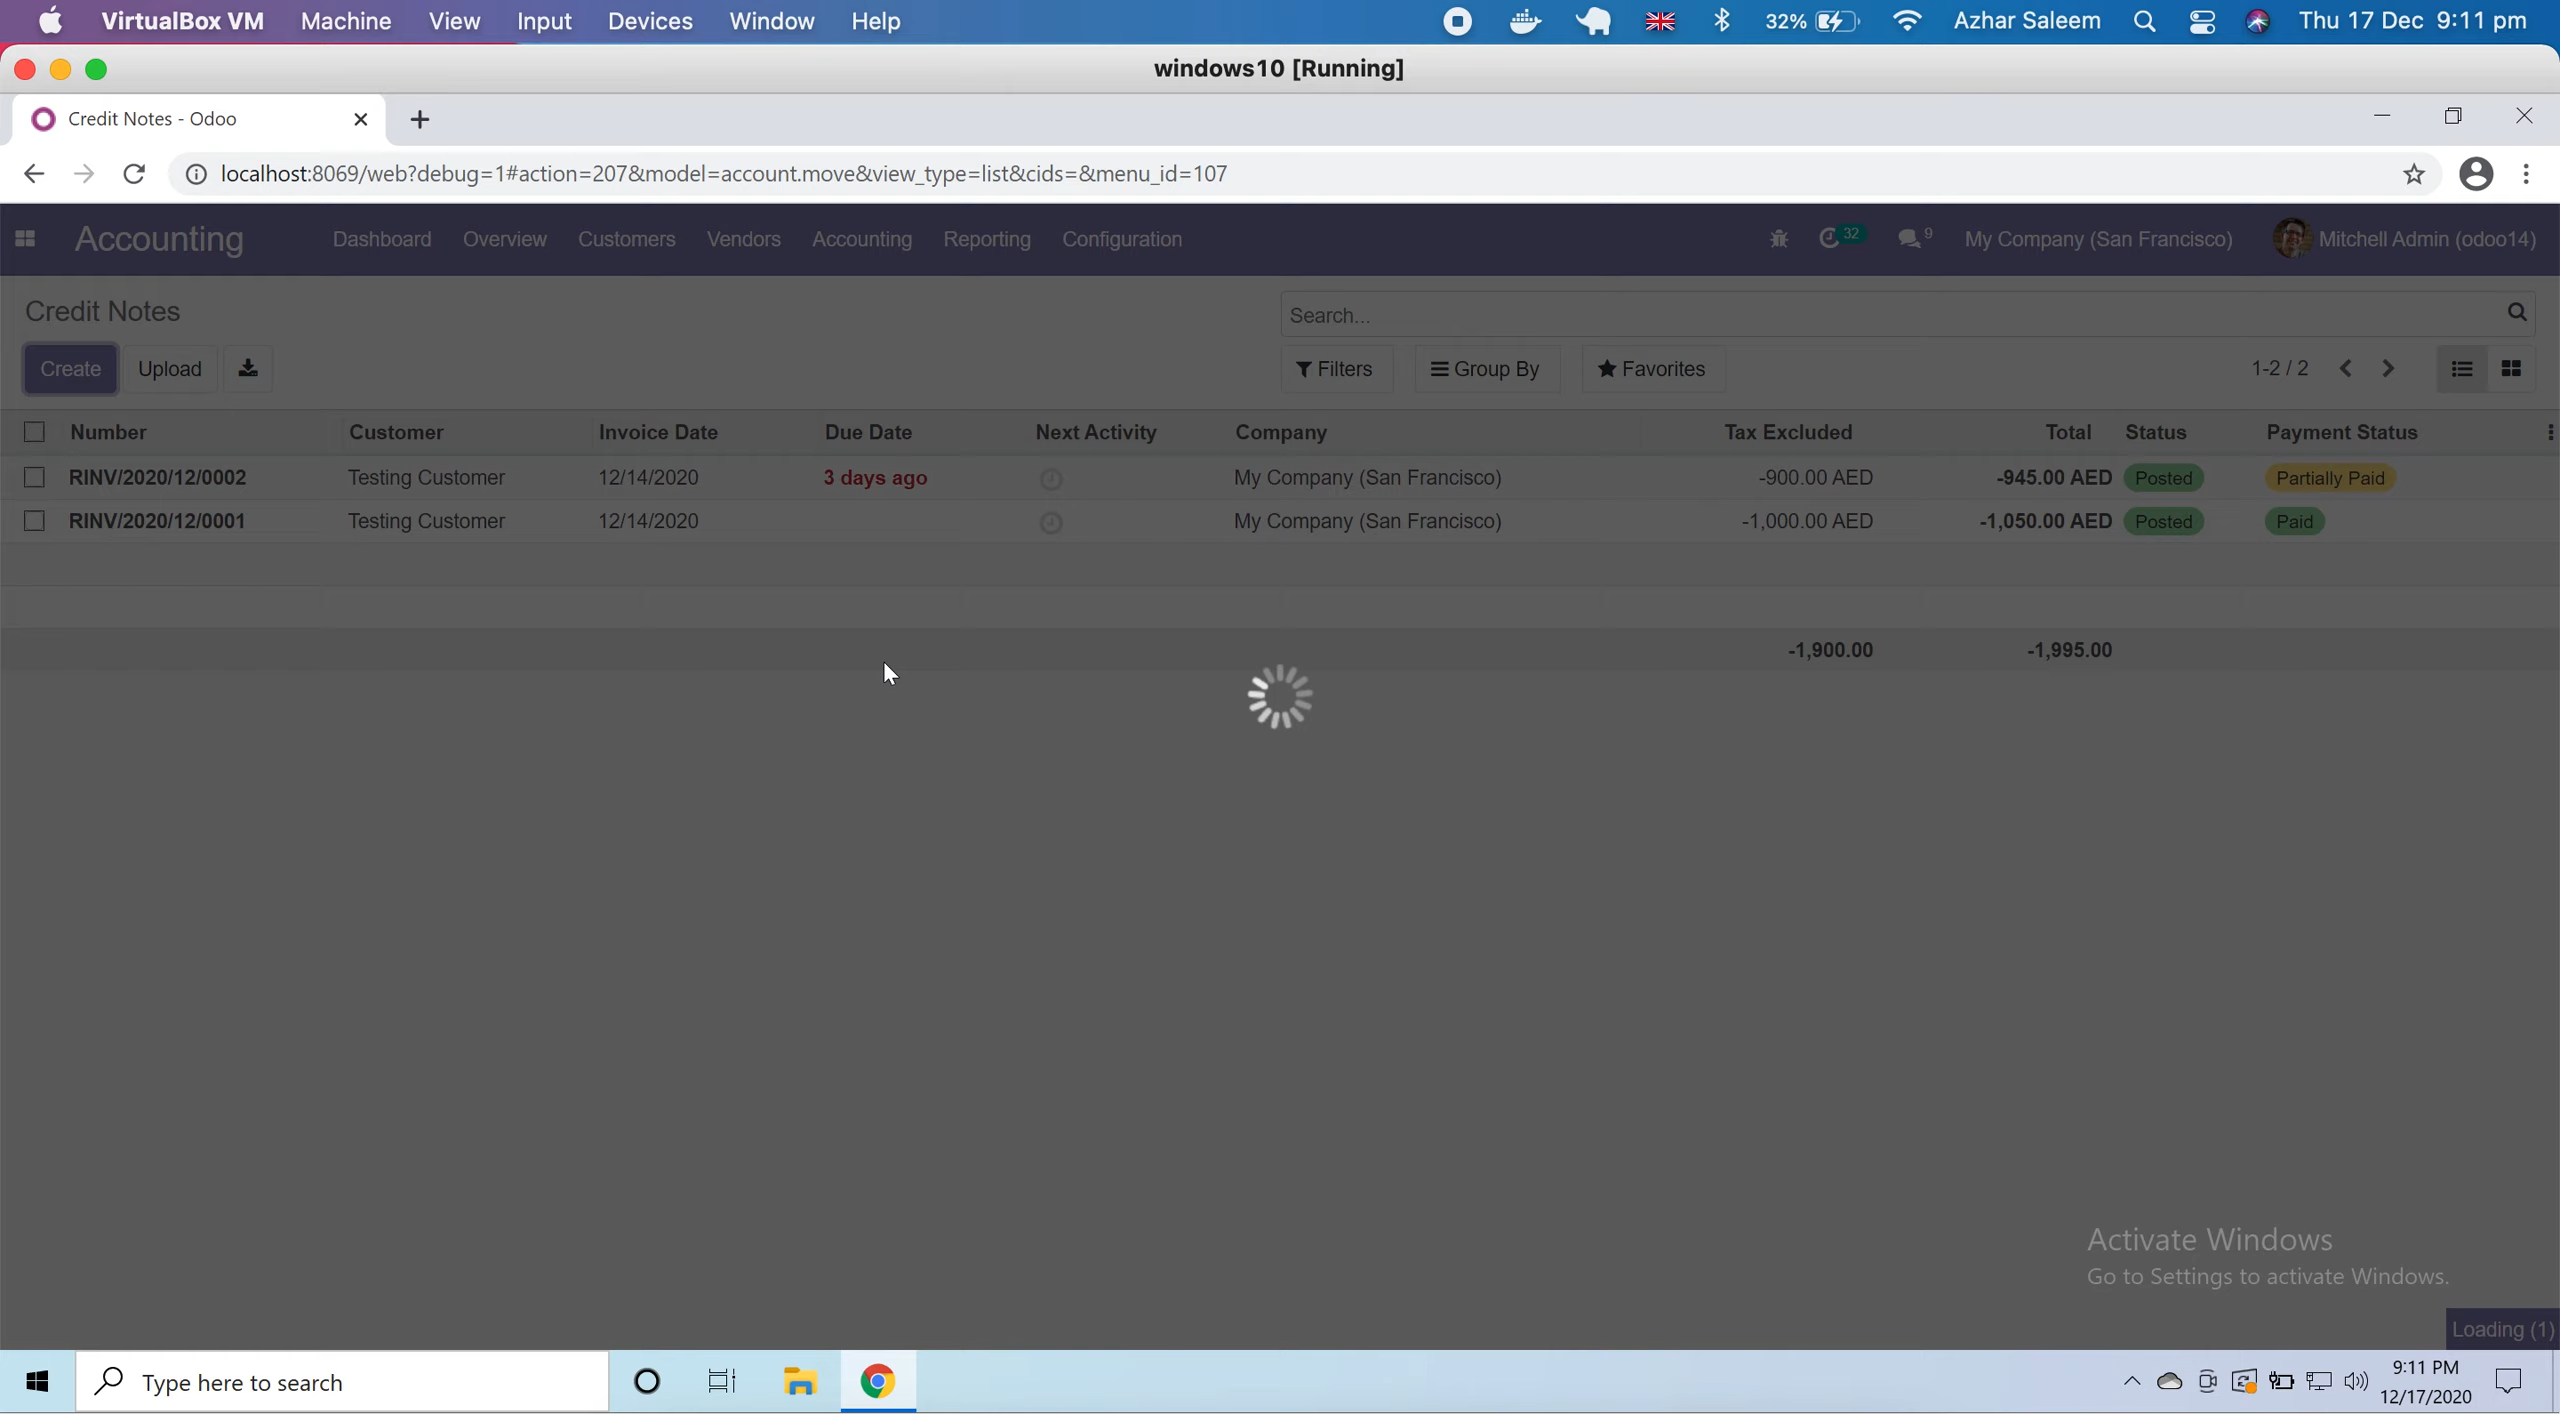 VirtualBox VM Machine View Input Devices Window Help 32% Azhar Saleem Thu 17 Dec 9:11 pm
windows10 [Running]
Credit Notes - Odoo
localhost:8069/web?debug=1#action=207&model=account.move&view_type=list&cids=&menu_id=107
Accounting Dashboard Overview Customers Vendors Accounting Reporting Configuration 32 9 My Company (San Francisco) Mitchell Admin (odoo14)
Credit Notes Search...
Create Upload Filters Group By Favorites 1-2 / 2
Number Customer Invoice Date Due Date Next Activity Company Tax Excluded Total Status Payment Status
RINV/2020/12/0002 Testing Customer 12/14/2020 3 days ago My Company (San Francisco) -900.00 AED -945.00 AED Posted Partially Paid
RINV/2020/12/0001 Testing Customer 12/14/2020 My Company (San Francisco) -1,000.00 AED -1,050.00 AED Posted Paid
-1,900.00 -1,995.00
Activate Windows
Go to Settings to activate Windows.
Loading (1)
Type here to search 9:11 PM
12/17/2020